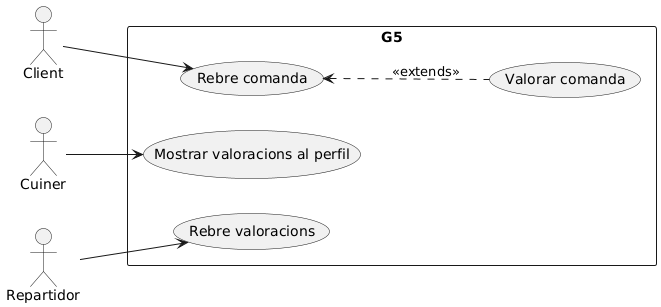 G5
Client
Rebre comanda
«extends»
Valorar comanda
Cuiner
Mostrar valoracions al perfil
Rebre valoracions
Repartidor